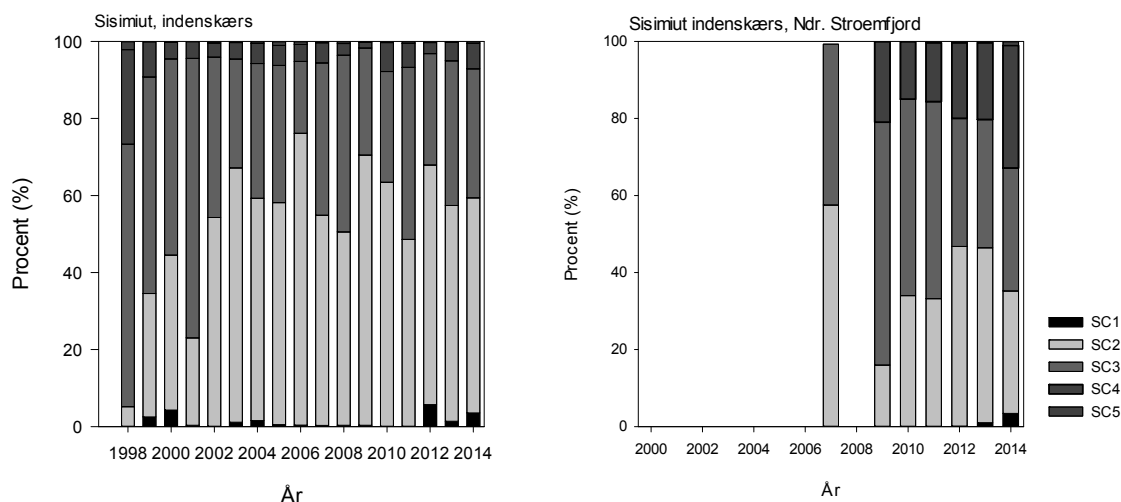 Sisimiut, indenskærs
100
80
60
40
20
0
Procent (%)
1998 2000 2002 2004 2006 2008 2010 2012 2014
År
Sisimiut indenskærs, Ndr. Stroemfjord
100
80
60
40
20
0
Procent (%)
2000 2002 2004 2006 2008 2010 2012 2014
År
SC1
SC2
SC3
SC4
SC5